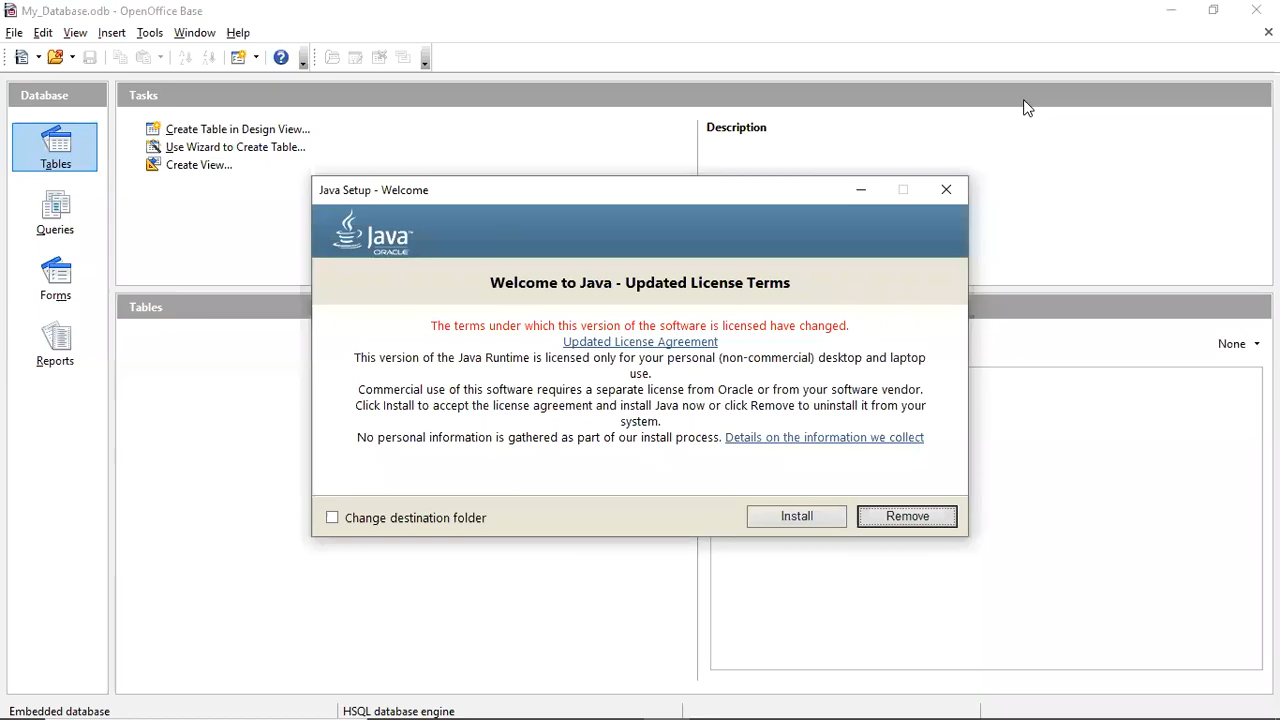 My_Database.odb - OpenOffice Base
File Edit View Insert Tools Window Help
Database
Tables
Queries
Forms
Reports
Tasks
Create Table in Design View...
Use Wizard to Create Table...
Create View...
Description
Tables
None
Java Setup - Welcome
Java™
ORACLE
Welcome to Java - Updated License Terms
The terms under which this version of the software is licensed have changed.
Updated License Agreement
This version of the Java Runtime is licensed only for your personal (non-commercial) desktop and laptop
use.
Commercial use of this software requires a separate license from Oracle or from your software vendor.
Click Install to accept the license agreement and install Java now or click Remove to uninstall it from your
system.
No personal information is gathered as part of our install process. Details on the information we collect
Change destination folder
Install
Remove
Embedded database
HSQL database engine